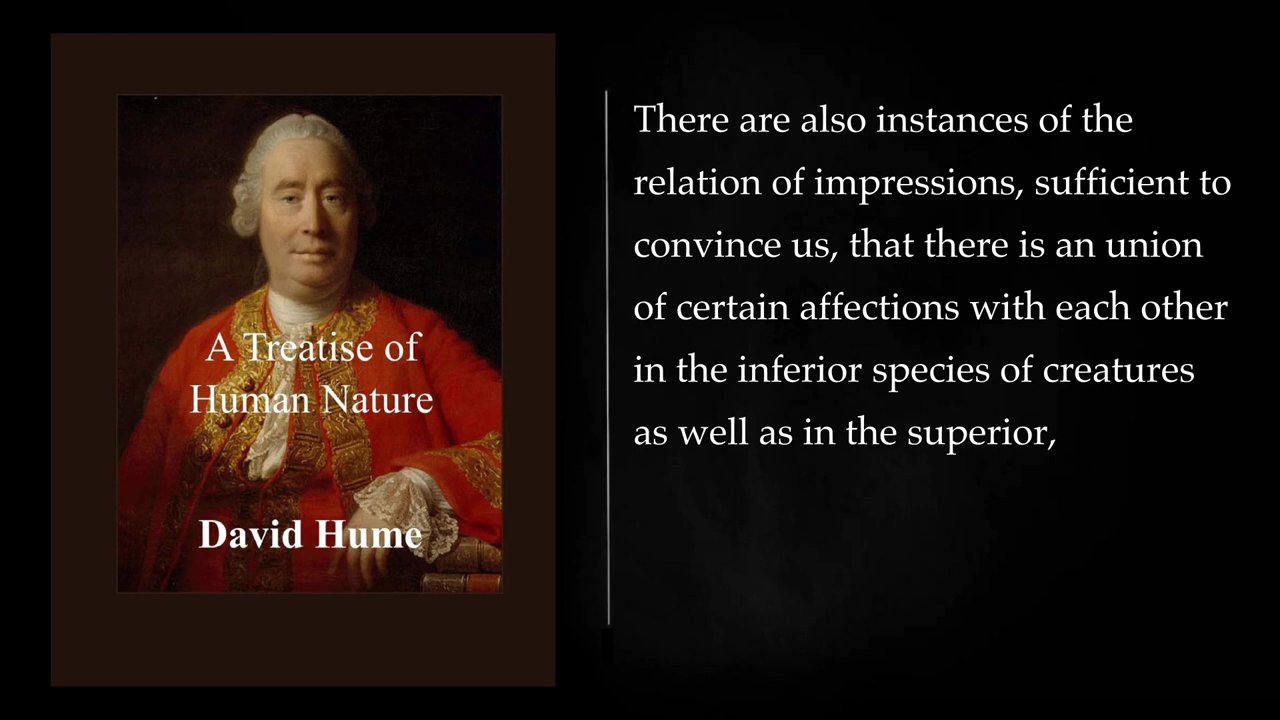 A Treatise of
Human Nature
David Hume
There are also instances of the
relation of impressions, sufficient to
convince us, that there is an union
of certain affections with each other
in the inferior species of creatures
as well as in the superior,